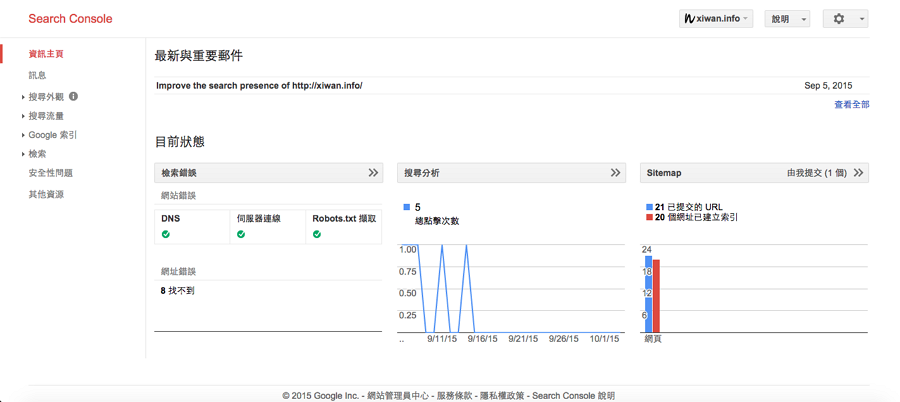 Search Console
xiwan.info
說明
資訊主頁
訊息
搜尋外觀
搜尋流量
Google 索引
檢索
安全性問題
其他資源
最新與重要郵件
Improve the search presence of http://xiwan.info/ Sep 5, 2015
查看全部
目前狀態
檢索錯誤
網站錯誤
DNS 伺服器連線 Robots.txt 擷取
網址錯誤
8 找不到
搜尋分析
5
總點擊次數
1.00
0.75
0.50
0.25
.. 9/11/15 9/16/15 9/21/15 9/26/15 10/1/15
Sitemap 由我提交 (1 個)
21 已提交的 URL
20 個網址已建立索引
24
18
12
6
網頁
© 2015 Google Inc. - 網站管理員中心 - 服務條款 - 隱私權政策 - Search Console 說明